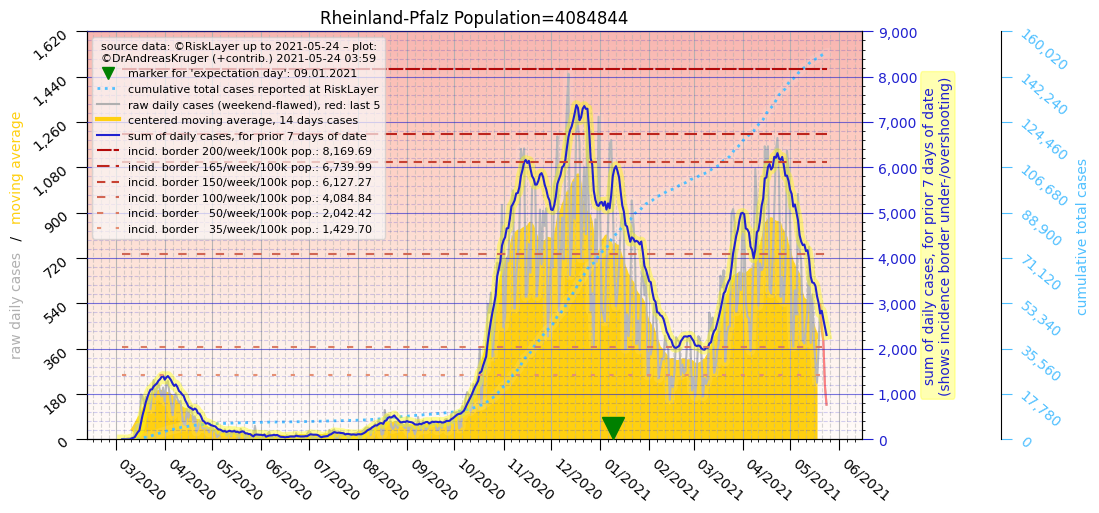 Rheinland-Pfalz Population=4084844
source data: ©RiskLayer up to 2021-05-24 – plot:
©DrAndreasKruger (+contrib.) 2021-05-24 03:59
marker for 'expectation day': 09.01.2021
cumulative total cases reported at RiskLayer
raw daily cases (weekend-flawed), red: last 5
centered moving average, 14 days cases
sum of daily cases, for prior 7 days of date
incid. border 200/week/100k pop.: 8,169.69
incid. border 165/week/100k pop.: 6,739.99
incid. border 150/week/100k pop.: 6,127.27
incid. border 100/week/100k pop.: 4,084.84
incid. border   50/week/100k pop.: 2,042.42
incid. border   35/week/100k pop.: 1,429.70
raw daily cases   /   moving average
1,620
1,440
1,260
1,080
900
720
540
360
180
0
03/2020
04/2020
05/2020
06/2020
07/2020
08/2020
09/2020
10/2020
11/2020
12/2020
01/2021
02/2021
03/2021
04/2021
05/2021
06/2021
9,000
8,000
7,000
6,000
5,000
4,000
3,000
2,000
1,000
0
sum of daily cases, for prior 7 days of date
(shows incidence border under-/overshooting)
160,020
142,240
124,460
106,680
88,900
71,120
53,340
35,560
17,780
0
cumulative total cases